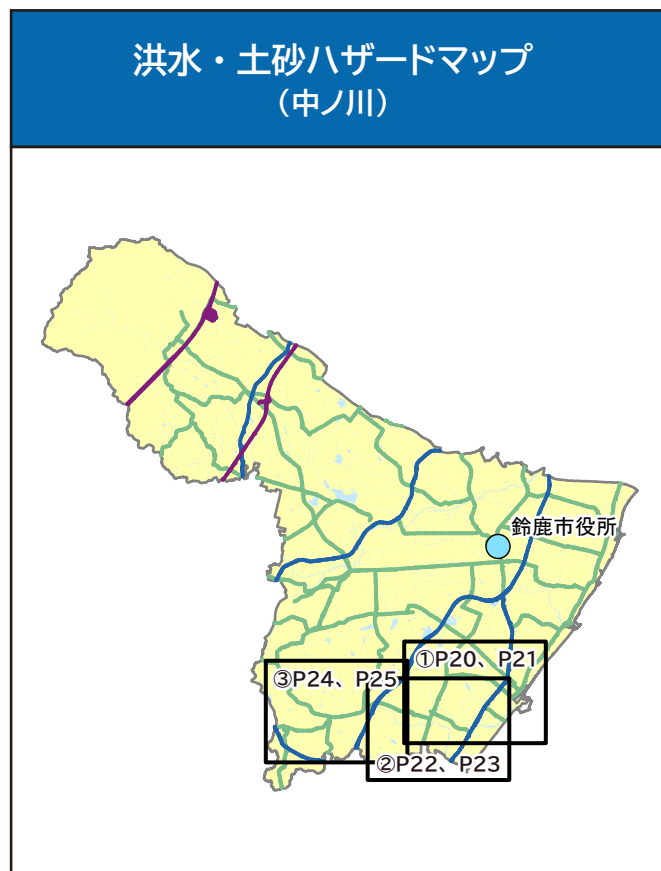 洪水・土砂ハザードマップ
（中ノ川）
鈴鹿市役所
①P20、P21
③P24、P25
②P22、P23